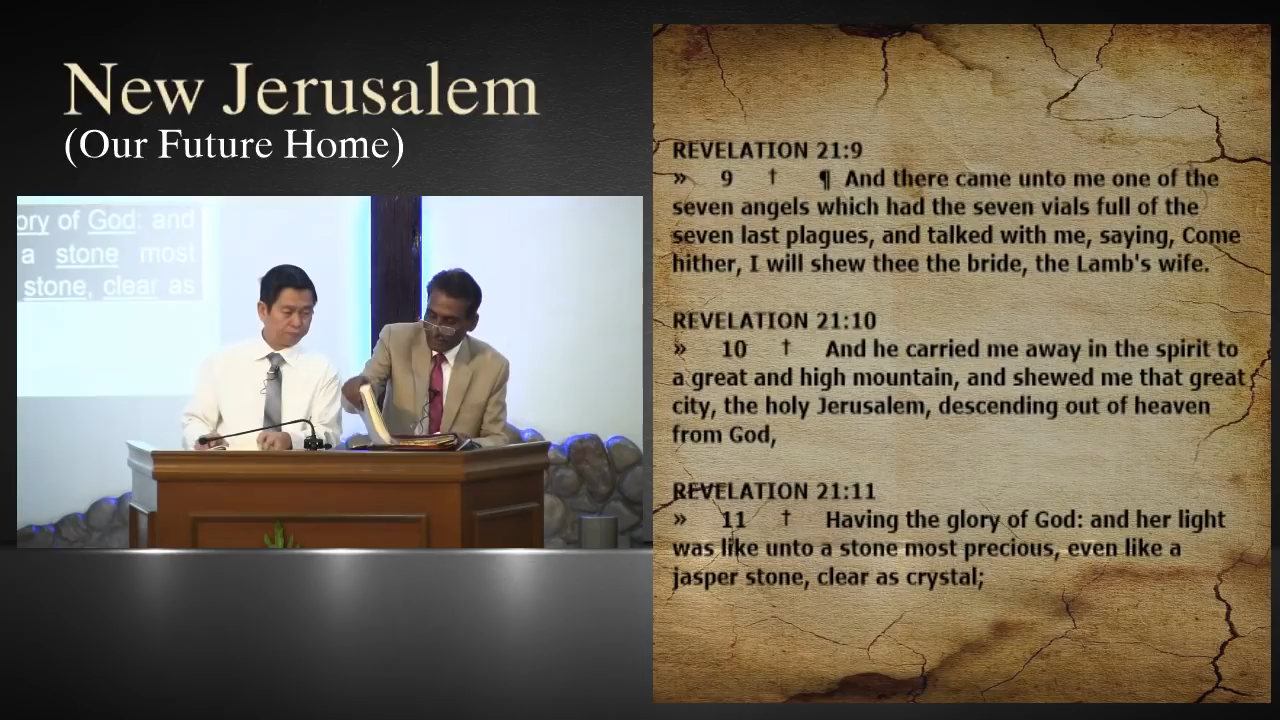 New Jerusalem
(Our Future Home)
ory of God: and
a stone most
stone, clear as
REVELATION 21:9
» 9 † ¶ And there came unto me one of the
seven angels which had the seven vials full of the
seven last plagues, and talked with me, saying, Come
hither, I will shew thee the bride, the Lamb's wife.
REVELATION 21:10
» 10 † And he carried me away in the spirit to
a great and high mountain, and shewed me that great
city, the holy Jerusalem, descending out of heaven
from God,
REVELATION 21:11
» 11 † Having the glory of God: and her light
was like unto a stone most precious, even like a
jasper stone, clear as crystal;